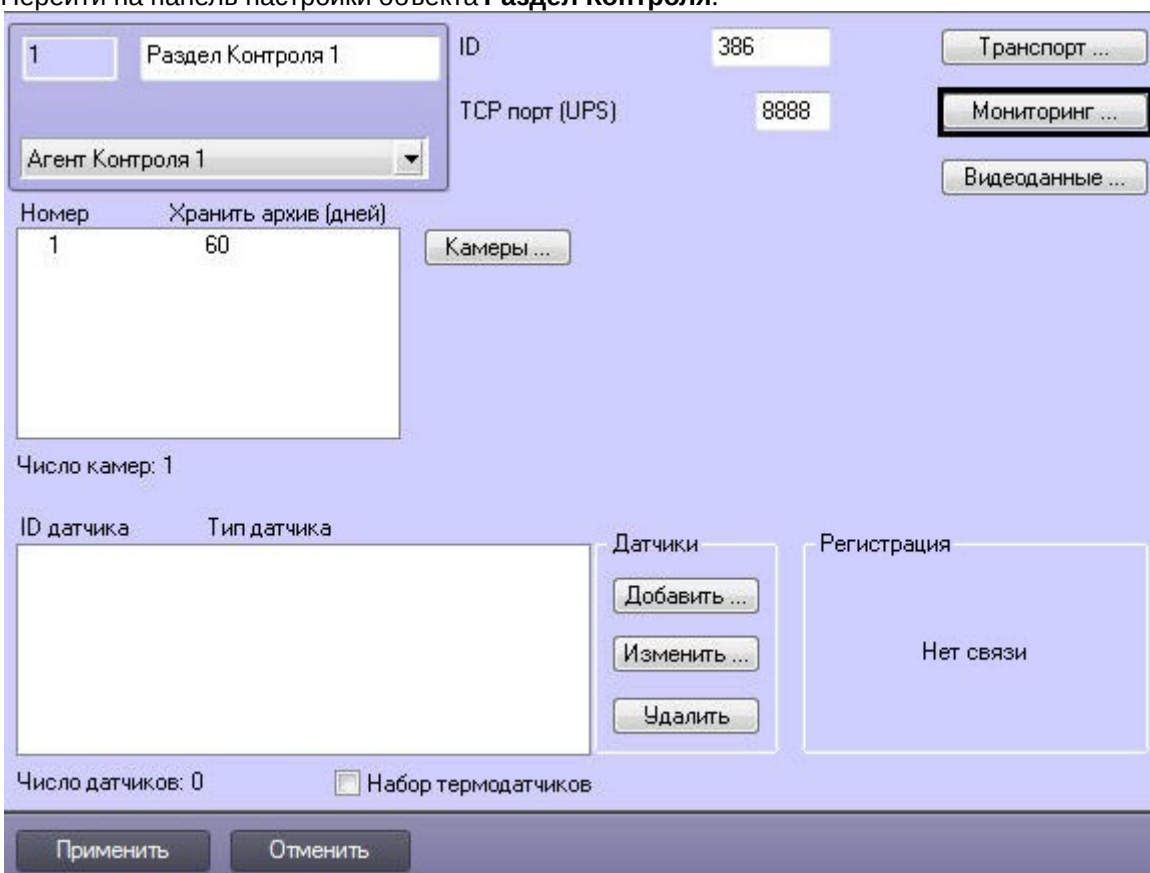 Перейти на панель настройки объекта Раздел Контроля.
1 Раздел Контроля 1 ID 386 Транспорт ...
TCP порт (UPS) 8888 Мониторинг ...
Агент Контроля 1 Видеоданные ...
Номер Хранить архив (дней)
1 60 Камеры ...
Число камер: 1
ID датчика Тип датчика
Датчики Регистрация
Добавить ...
Изменить ... Нет связи
Удалить
Число датчиков: 0 Набор термодатчиков
Применить Отменить